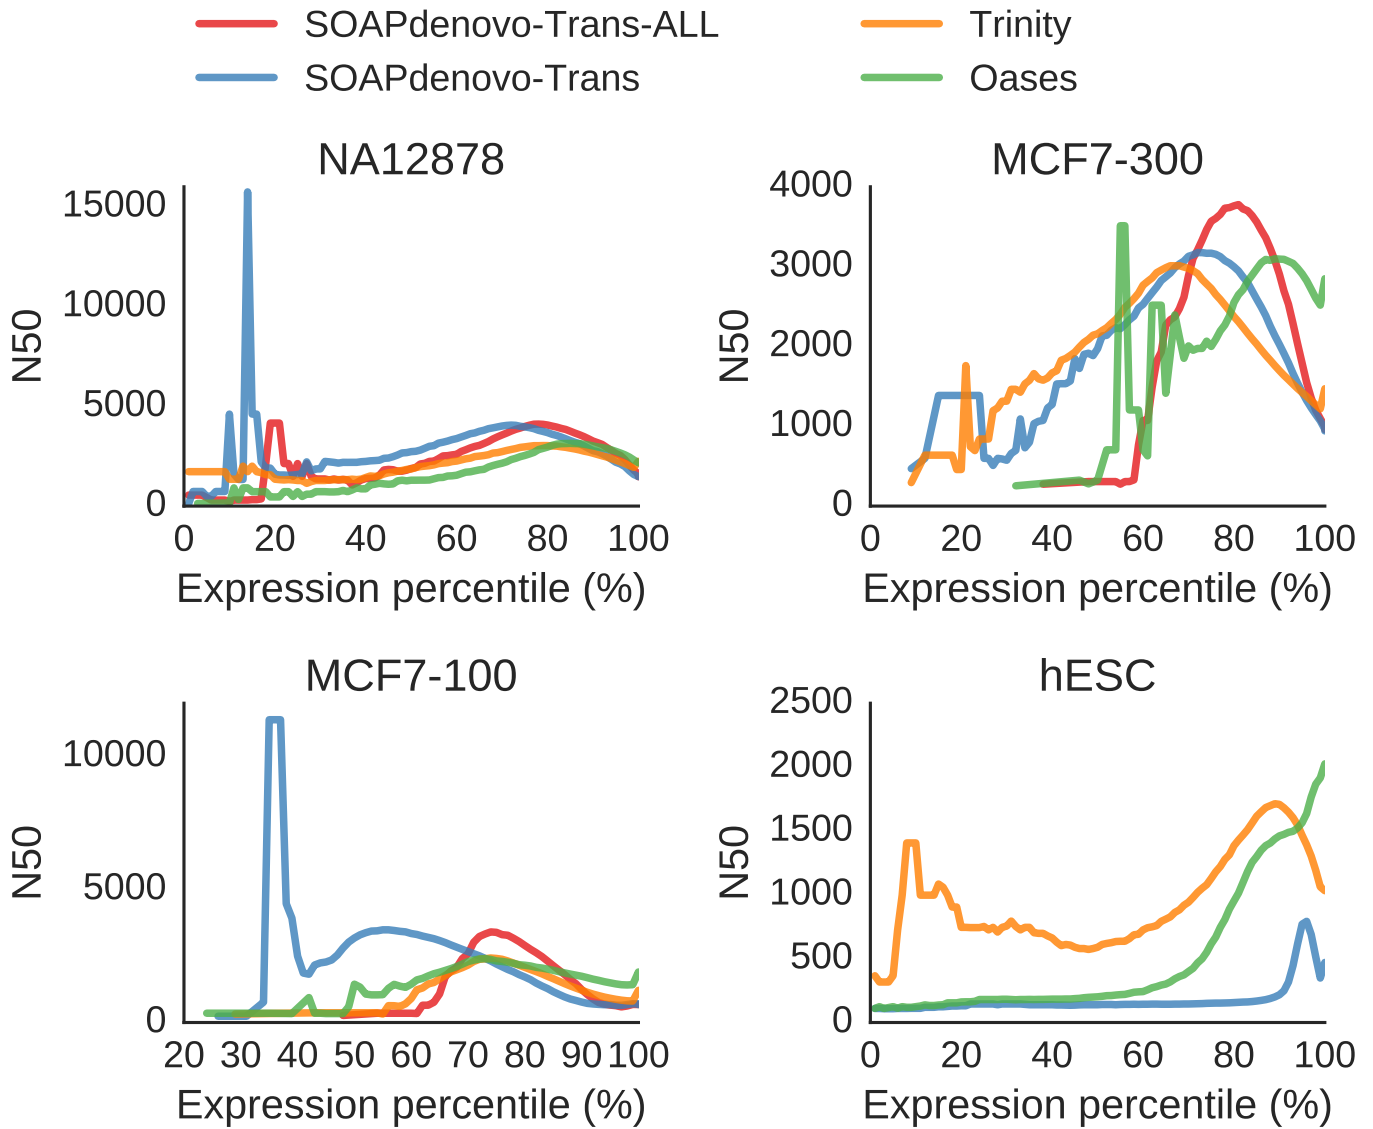 SOAPdenovo-Trans-ALL
Trinity
SOAPdenovo-Trans
Oases
NA12878
15000
10000
5000
0
N50
0 20 40 60 80 100
Expression percentile (%)
MCF7-300
4000
3000
2000
1000
0
N50
0 20 40 60 80 100
Expression percentile (%)
MCF7-100
10000
5000
0
N50
20 30 40 50 60 70 80 90 100
Expression percentile (%)
hESC
2500
2000
1500
1000
500
0
N50
0 20 40 60 80 100
Expression percentile (%)